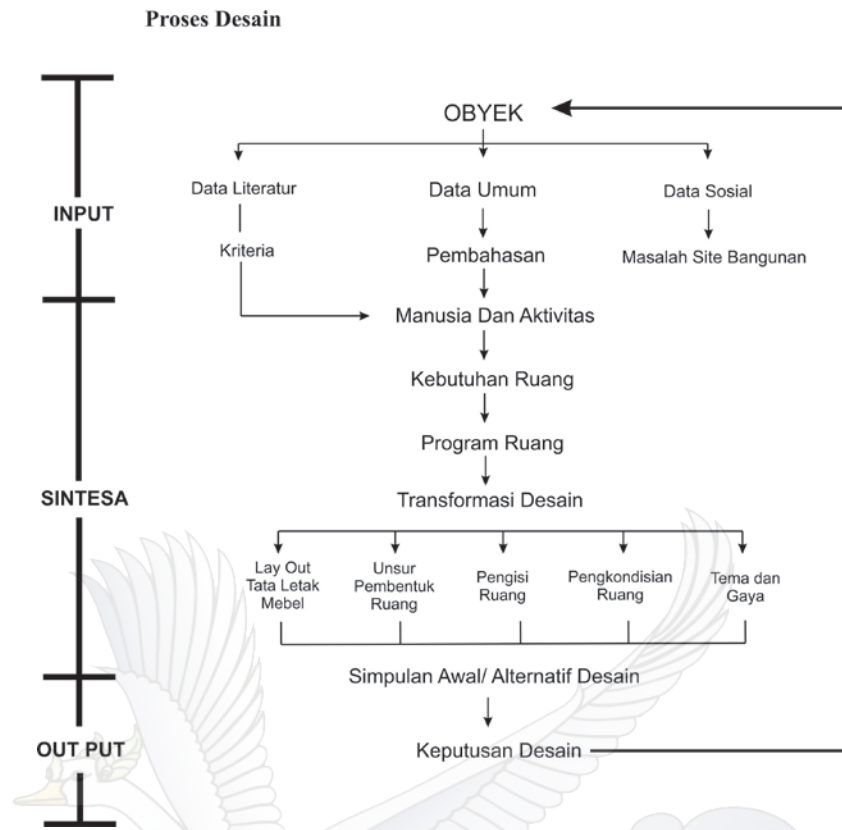 Proses Desain
OBYEK
Data Literatur
Data Umum
Data Sosial
INPUT
Kriteria
Pembahasan
Masalah Site Bangunan
Manusia Dan Aktivitas
Kebutuhan Ruang
Program Ruang
SINTESA
Transformasi Desain
Lay Out
Tata Letak
Mebel
Unsur
Pembentuk
Ruang
Pengisi
Ruang
Pengkondisian
Ruang
Tema dan
Gaya
Simpulan Awal/ Alternatif Desain
OUT PUT
Keputusan Desain